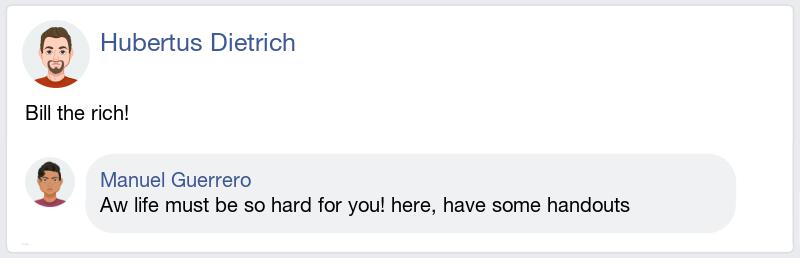 Hubertus Dietrich
Bill the rich!
Manuel Guerrero
Aw life must be so hard for you! here, have some handouts